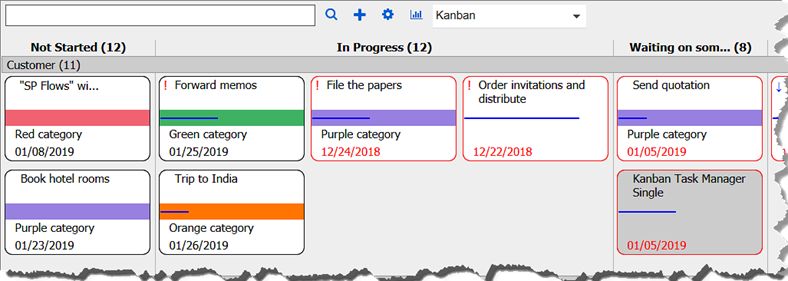 Kanban
Not Started (12)
In Progress (12)
Waiting on som... (8)
Customer (11)
"SP Flows" wi...
Red category
01/08/2019
! Forward memos
Green category
01/25/2019
! File the papers
Purple category
12/24/2018
! Order invitations and
distribute
12/22/2018
Send quotation
Purple category
01/05/2019
Book hotel rooms
Purple category
01/23/2019
Trip to India
Orange category
01/26/2019
Kanban Task Manager
Single
01/05/2019